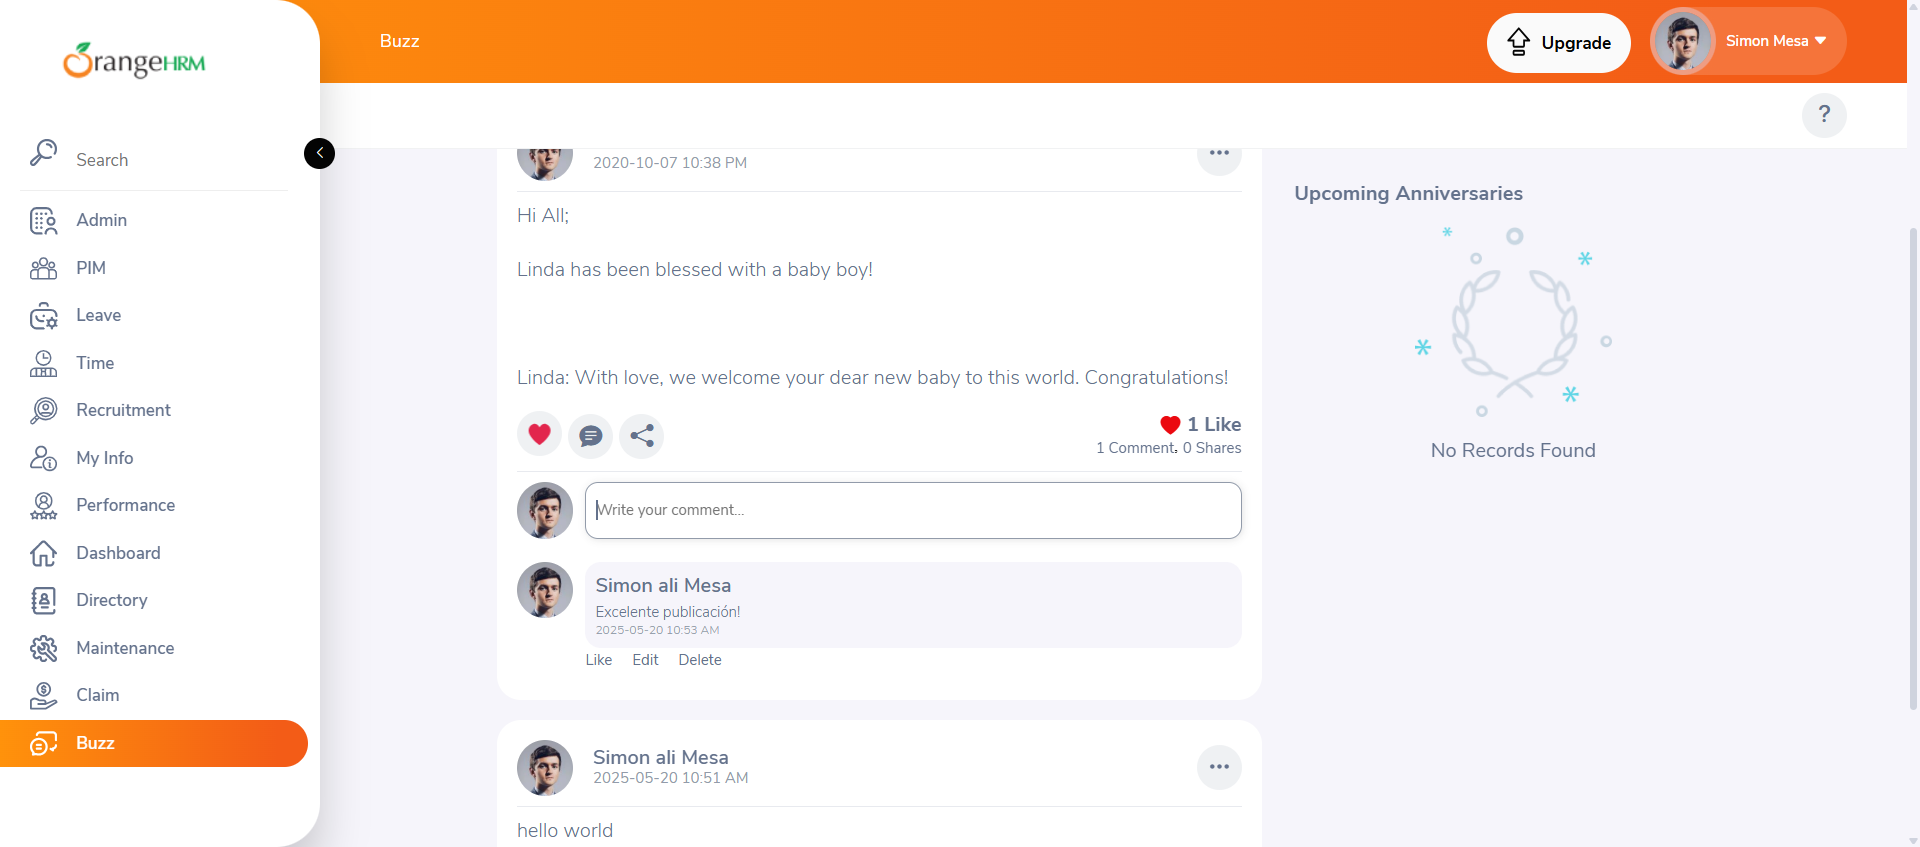 OrangeHRM
Search
Admin
PIM
Leave
Time
Recruitment
My Info
Performance
Dashboard
Directory
Maintenance
Claim
Buzz
Buzz
Upgrade
Simon Mesa
?
2020-10-07 10:38 PM
Hi All;
Linda has been blessed with a baby boy!
Linda: With love, we welcome your dear new baby to this world. Congratulations!
1 Like
1 Comment, 0 Shares
Write your comment...
Simon ali Mesa
Excelente publicación!
2025-05-20 10:53 AM
Like Edit Delete
Simon ali Mesa
2025-05-20 10:51 AM
hello world
Upcoming Anniversaries
No Records Found